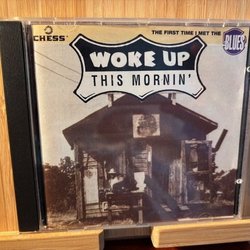 CHESS
THE FIRST TIME I MET THE
BLUES
WOKE UP
THIS MORNIN'